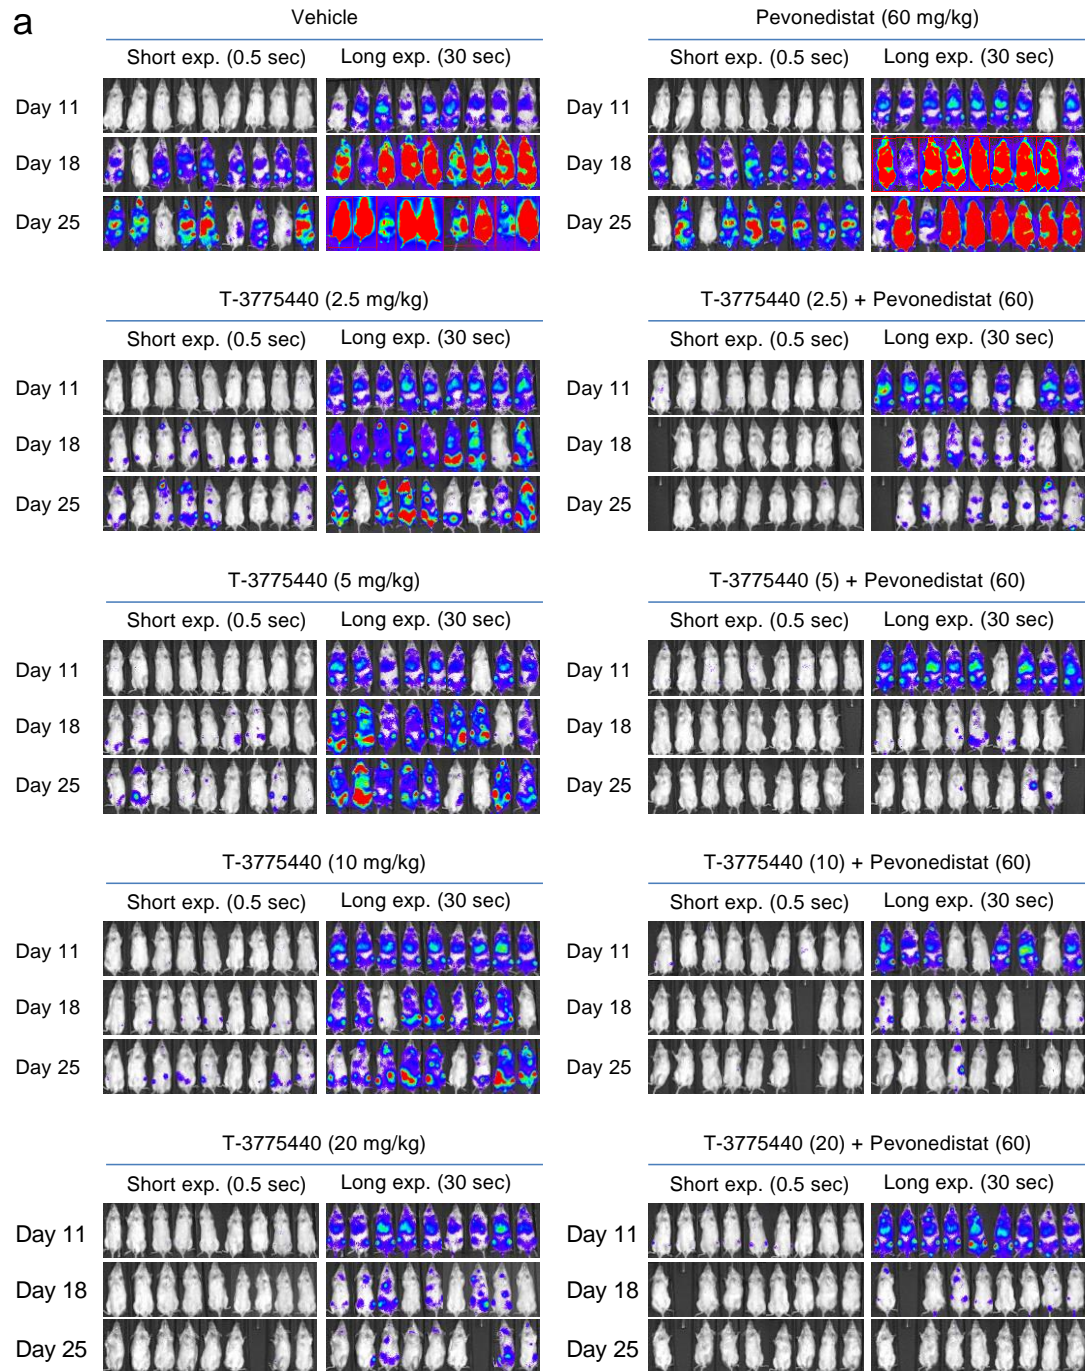 a
Vehicle
Short exp. (0.5 sec) Long exp. (30 sec)
Day 11
Day 18
Day 25
Pevonedistat (60 mg/kg)
Short exp. (0.5 sec) Long exp. (30 sec)
Day 11
Day 18
Day 25
T-3775440 (2.5 mg/kg)
Short exp. (0.5 sec) Long exp. (30 sec)
Day 11
Day 18
Day 25
T-3775440 (2.5) + Pevonedistat (60)
Short exp. (0.5 sec) Long exp. (30 sec)
Day 11
Day 18
Day 25
T-3775440 (5 mg/kg)
Short exp. (0.5 sec) Long exp. (30 sec)
Day 11
Day 18
Day 25
T-3775440 (5) + Pevonedistat (60)
Short exp. (0.5 sec) Long exp. (30 sec)
Day 11
Day 18
Day 25
T-3775440 (10 mg/kg)
Short exp. (0.5 sec) Long exp. (30 sec)
Day 11
Day 18
Day 25
T-3775440 (10) + Pevonedistat (60)
Short exp. (0.5 sec) Long exp. (30 sec)
Day 11
Day 18
Day 25
T-3775440 (20 mg/kg)
Short exp. (0.5 sec) Long exp. (30 sec)
Day 11
Day 18
Day 25
T-3775440 (20) + Pevonedistat (60)
Short exp. (0.5 sec) Long exp. (30 sec)
Day 11
Day 18
Day 25